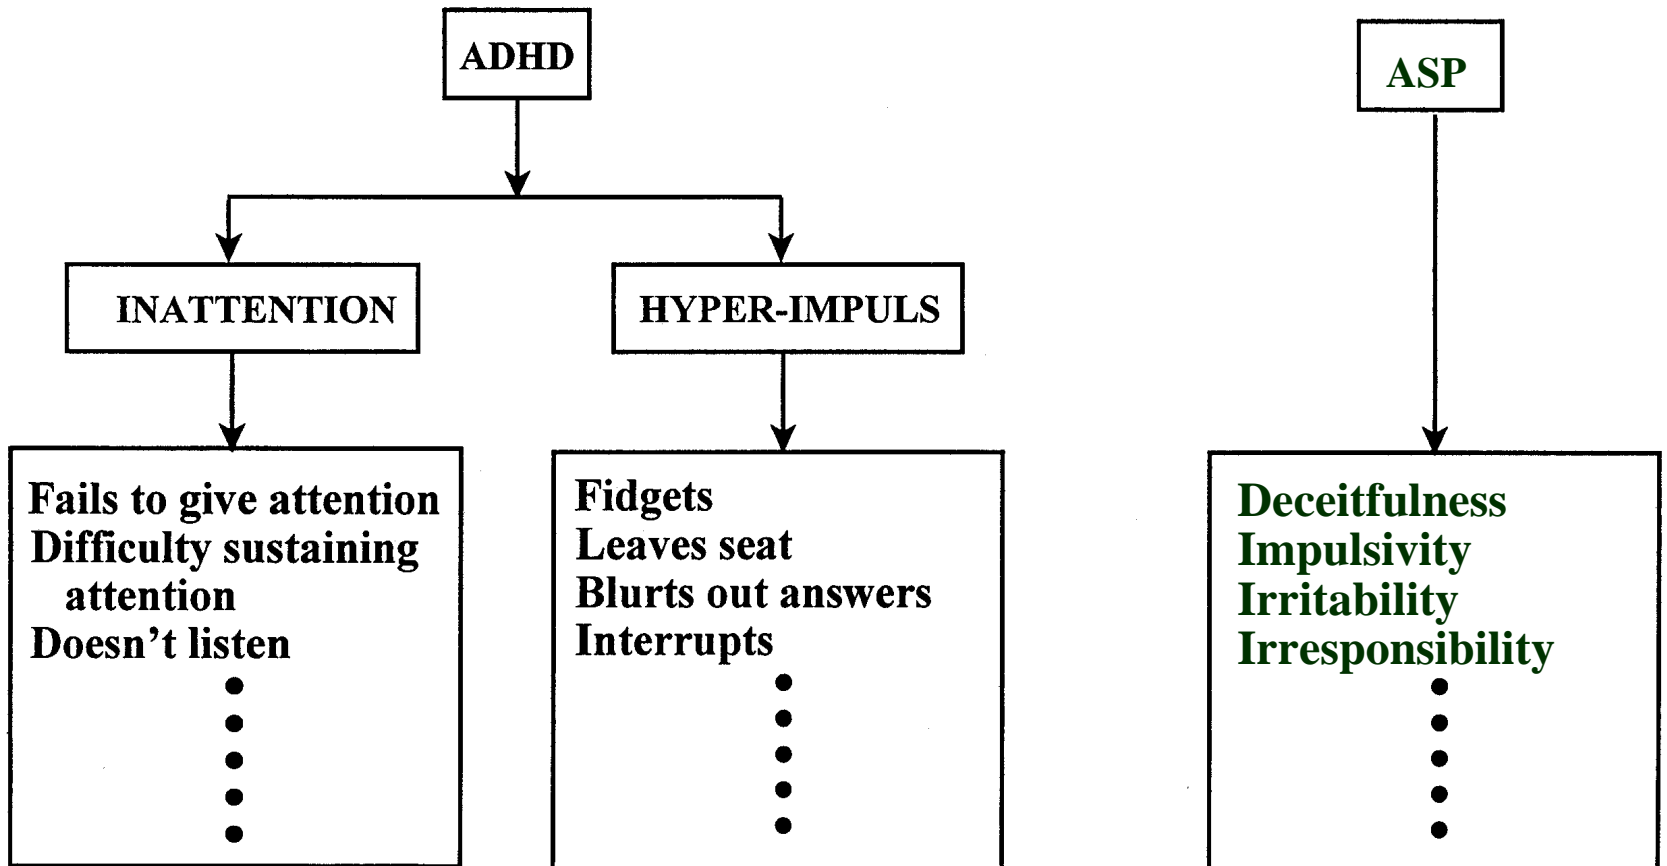 ADHD
ASP
INATTENTION
HYPER-IMPULS
Fails to give attention
Difficulty sustaining
attention
Doesn't listen
Fidgets
Leaves seat
Blurts out answers
Interrupts
Deceitfulness
Impulsivity
Irritability
Irresponsibility